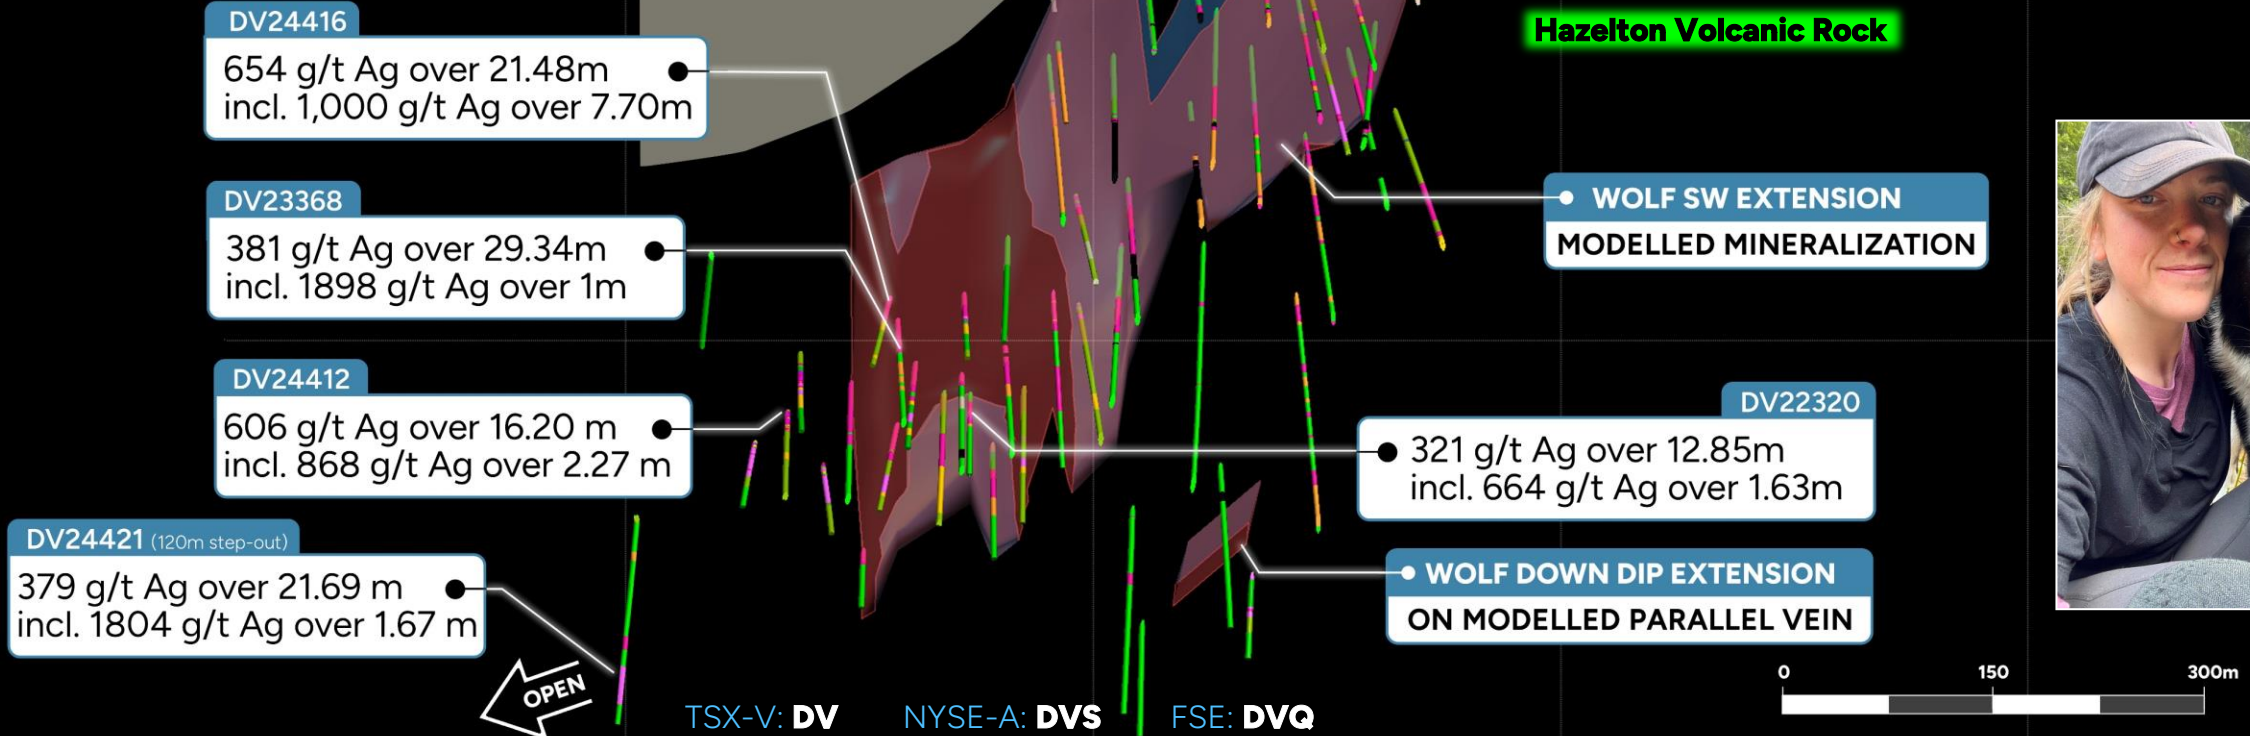 DV24416
654 g/t Ag over 21.48m
incl. 1,000 g/t Ag over 7.70m
Hazelton Volcanic Rock
DV23368
381 g/t Ag over 29.34m
incl. 1898 g/t Ag over 1m
WOLF SW EXTENSION
MODELLED MINERALIZATION
DV24412
606 g/t Ag over 16.20 m
incl. 868 g/t Ag over 2.27 m
DV22320
321 g/t Ag over 12.85m
incl. 664 g/t Ag over 1.63m
DV24421 (120m step-out)
379 g/t Ag over 21.69 m
incl. 1804 g/t Ag over 1.67 m
WOLF DOWN DIP EXTENSION
ON MODELLED PARALLEL VEIN
OPEN
0 150 300m
TSX-V: DV NYSE-A: DVS FSE: DVQ